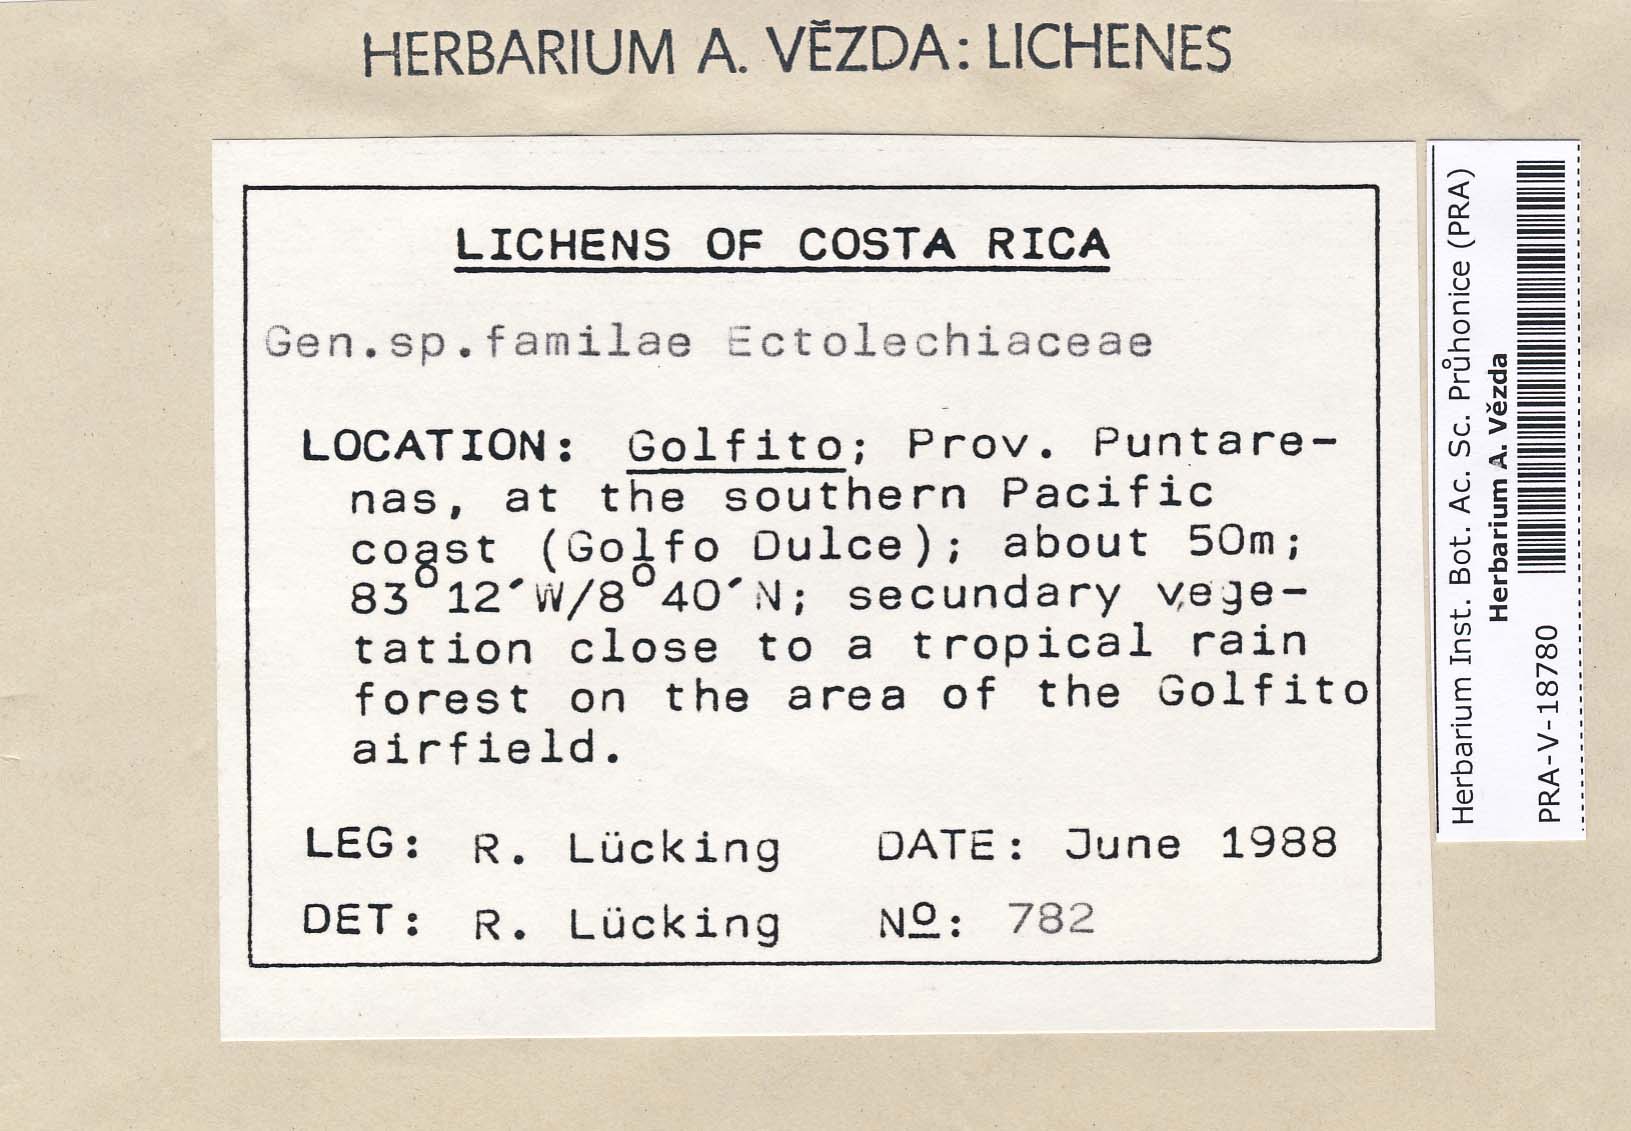 HERBARIUM A. VĚZDA: LICHENES
LICHENS OF COSTA RICA
Gen.sp.familae Ectolechiaceae
LOCATION: Golfito; Prov. Puntare-
nas, at the southern Pacific
coast (Golfo Dulce); about 50m;
83°12´W/8°40´N; secundary vege-
tation close to a tropical rain
forest on the area of the Golfito
airfield.
LEG: R. Lücking DATE: June 1988
DET: R. Lücking Nº: 782
Herbarium Inst. Bot. Ac. Sc. Průhonice (PRA)
Herbarium A. Vězda
PRA-V-18780